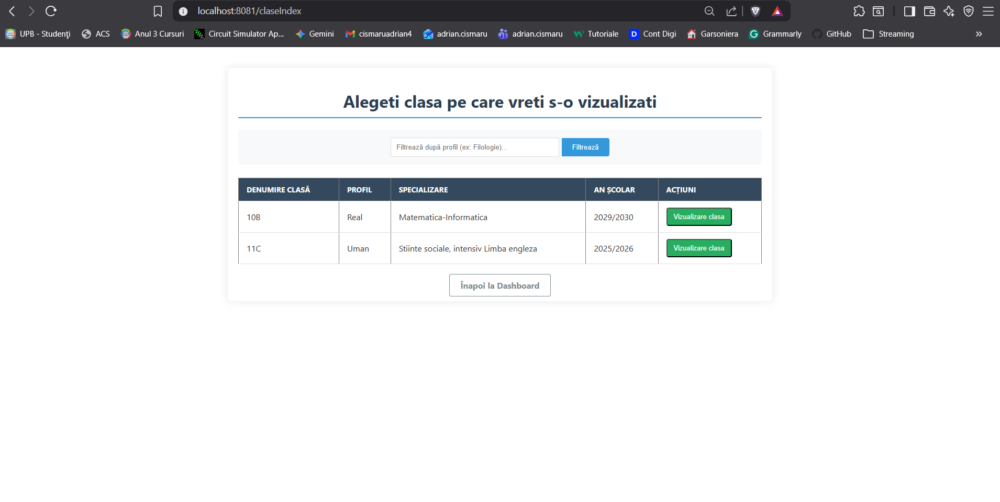 localhost:8081/claseIndex
UPB - Studenţi ACS Anul 3 Cursuri Circuit Simulator Ap... Gemini cismaruadrian4 adrian.cismaru adrian.cismaru Tutoriale D Cont Digi Garsoniera G Grammarly GitHub Streaming »
Alegeti clasa pe care vreti s-o vizualizati
Filtrează după profil (ex: Filologie)... Filtrează
DENUMIRE CLASĂ PROFIL SPECIALIZARE AN ȘCOLAR ACȚIUNI
10B Real Matematica-Informatica 2029/2030 Vizualizare clasa
11C Uman Stiinte sociale, intensiv Limba engleza 2025/2026 Vizualizare clasa
Înapoi la Dashboard